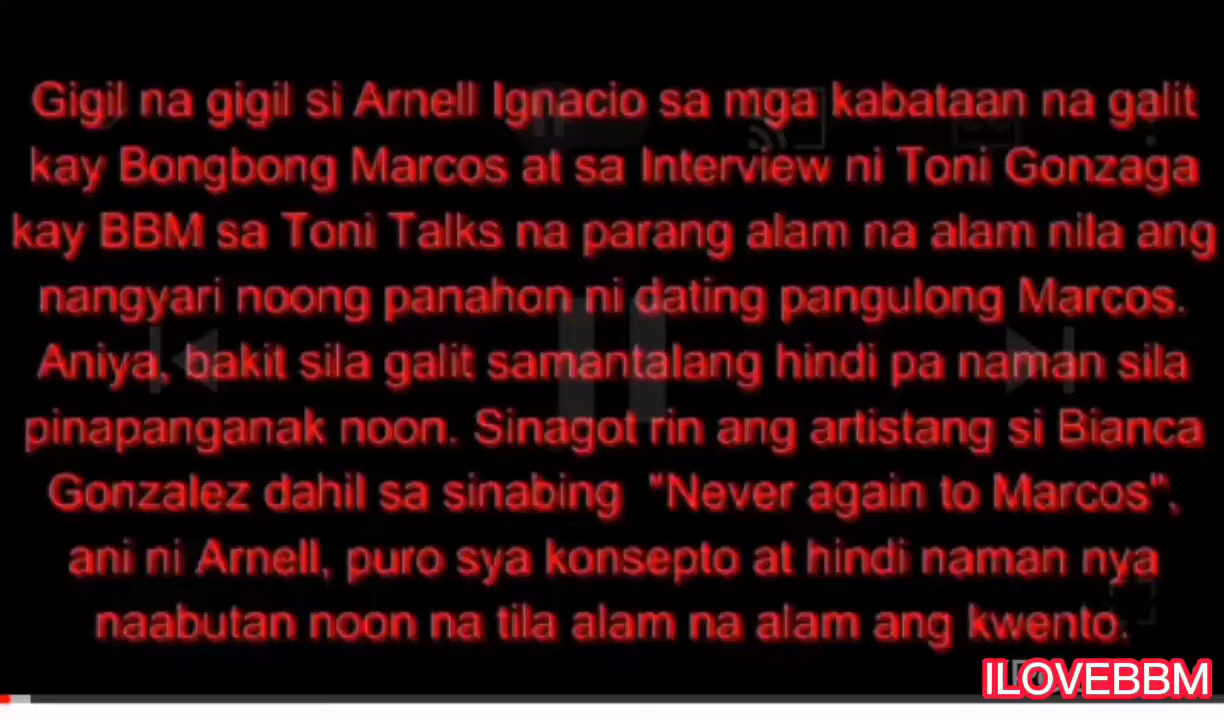 Gigil na gigil si Arnell Ignacio sa mga kabataan na galit
kay Bongbong Marcos at sa Interview ni Toni Gonzaga
kay BBM sa Toni Talks na parang alam na alam nila ang
nangyari noong panahon ni dating pangulong Marcos.
Aniya, bakit sila galit samantalang hindi pa naman sila
pinapanganak noon. Sinagot rin ang artistang si Bianca
Gonzalez dahil sa sinabing "Never again to Marcos",
ani ni Arnell, puro sya konsepto at hindi naman nya
naabutan noon na tila alam na alam ang kwento.
ILOVEBBM